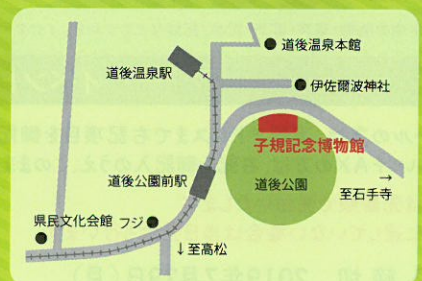 道後温泉本館
道後温泉駅
伊佐爾波神社
子規記念博物館
道後公園前駅
道後公園
→
至石手寺
県民文化会館
フジ
↓至高松